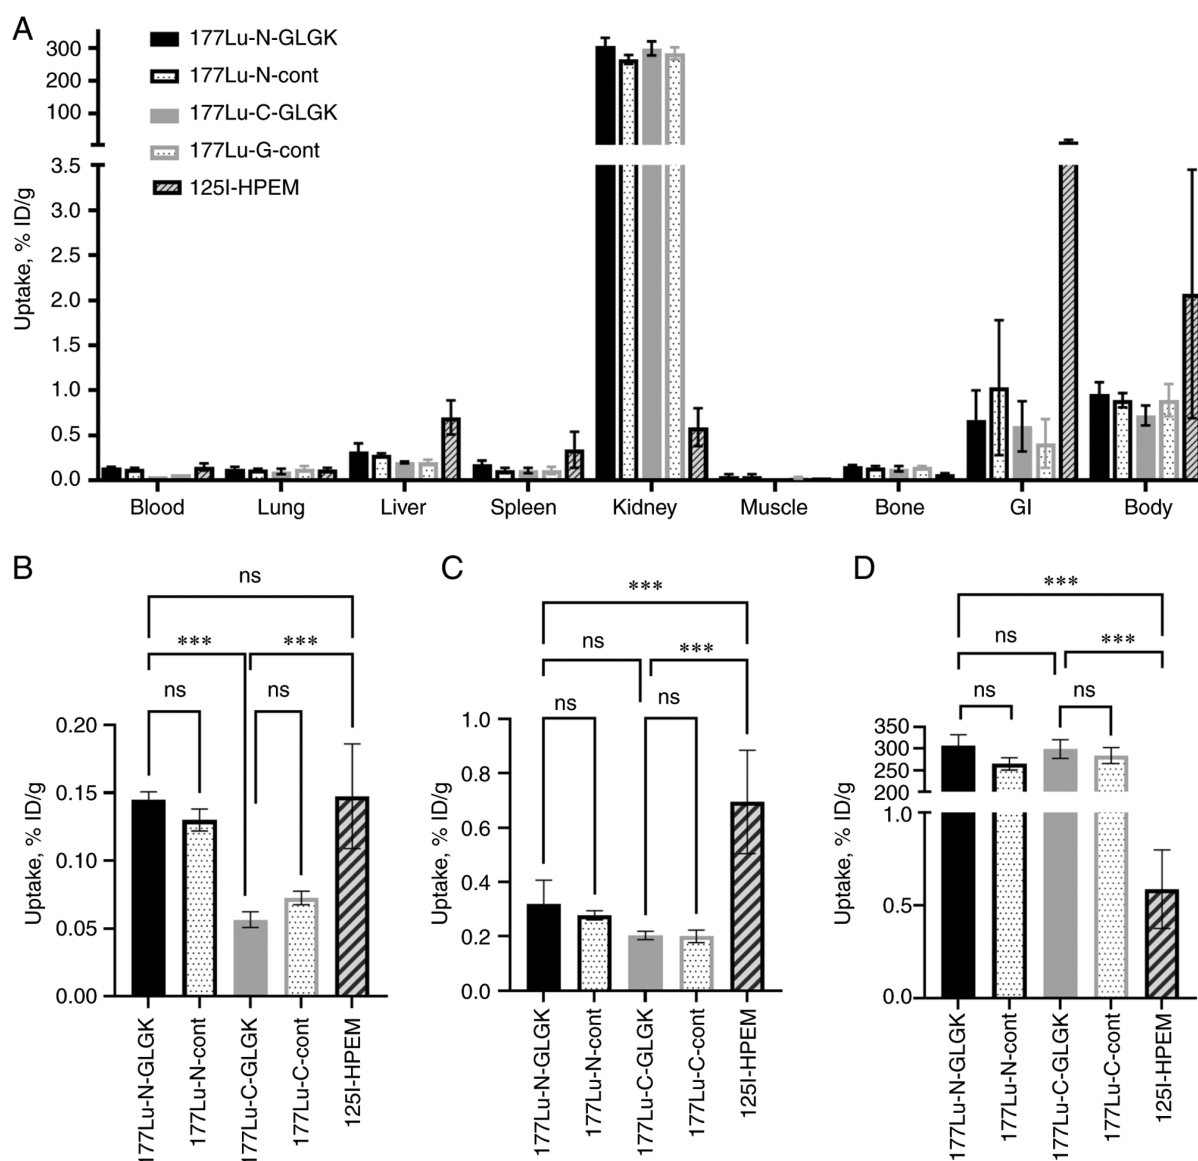 A
177Lu-N-GLGK
177Lu-N-cont
177Lu-C-GLGK
177Lu-G-cont
125I-HPEM
Uptake, % ID/g
300
200
100
3.5
3.0
2.5
2.0
1.5
1.0
0.5
0.0
Blood Lung Liver Spleen Kidney Muscle Bone GI Body
B
ns
*** ***
ns ns
Uptake, % ID/g
0.20
0.15
0.10
0.05
0.00
177Lu-N-GLGK
177Lu-N-cont
177Lu-C-GLGK
177Lu-C-cont
125I-HPEM
C
***
ns ***
ns ns
Uptake, % ID/g
1.0
0.8
0.6
0.4
0.2
0.0
177Lu-N-GLGK
177Lu-N-cont
177Lu-C-GLGK
177Lu-C-cont
125I-HPEM
D
***
ns ***
ns ns
Uptake, % ID/g
350
300
250
200
1.0
0.5
0.0
177Lu-N-GLGK
177Lu-N-cont
177Lu-C-GLGK
177Lu-C-cont
125I-HPEM